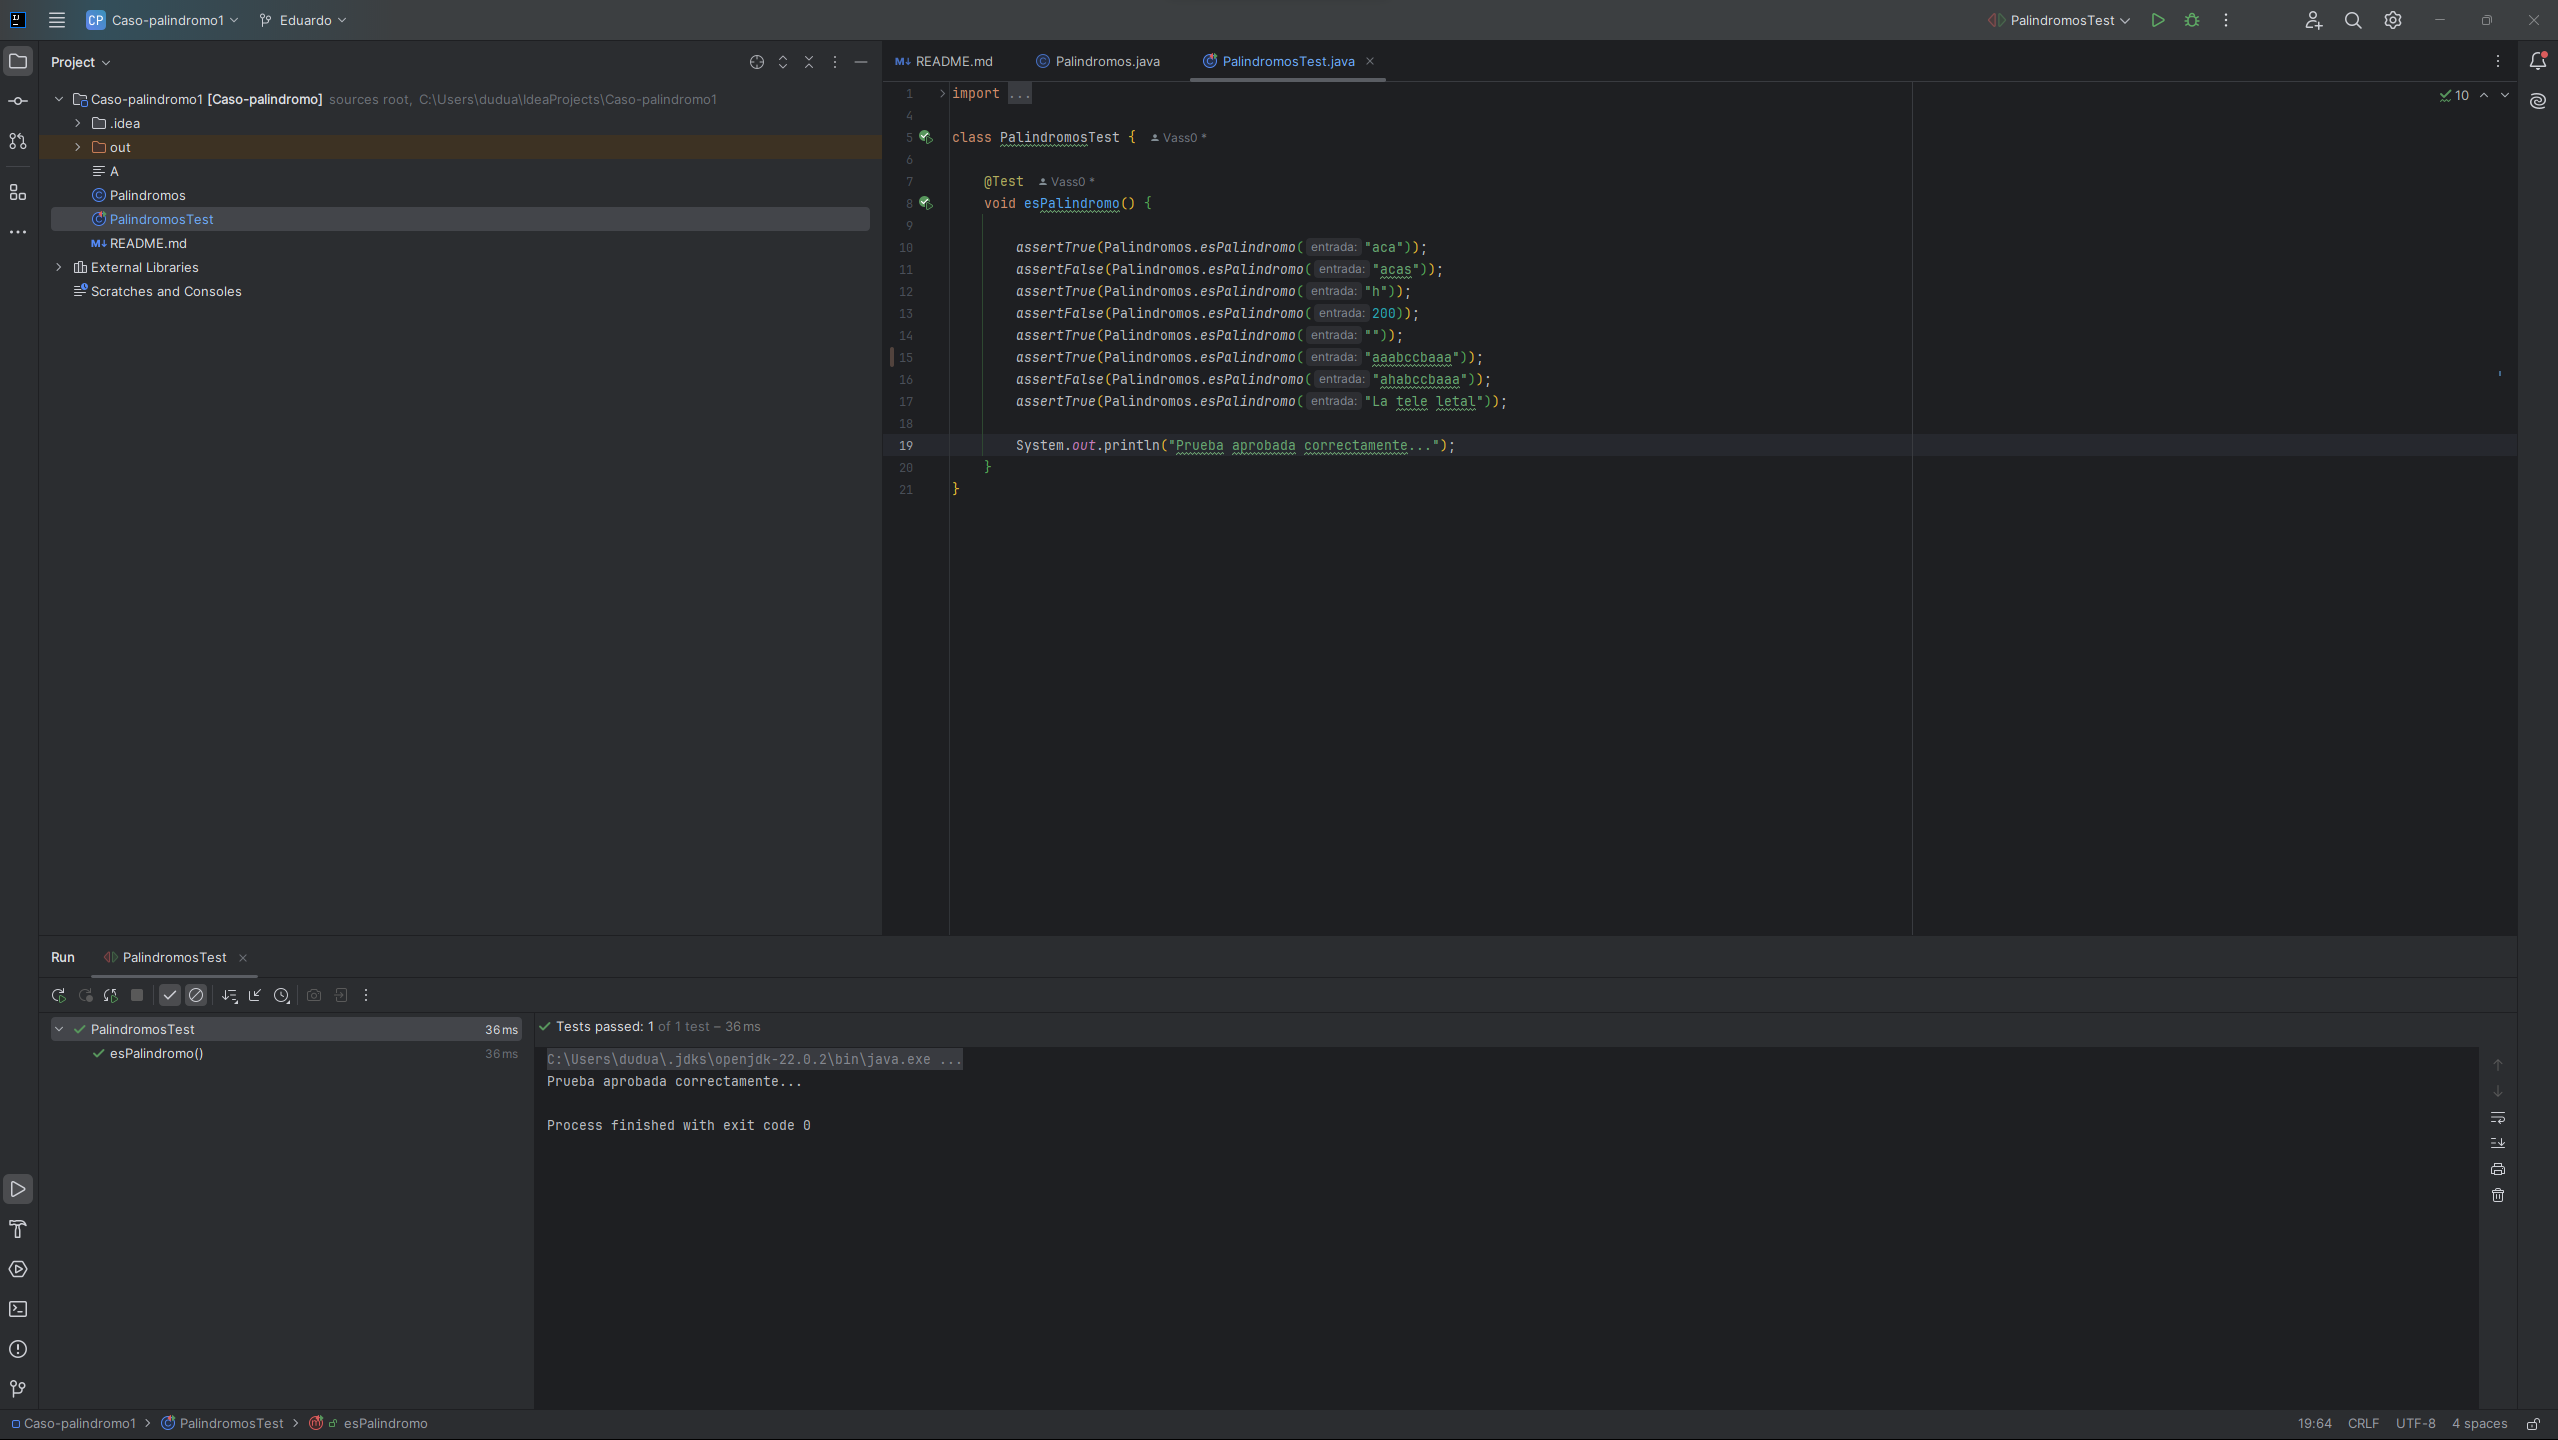 CP Caso-palindromo1 Eduardo PalindromosTest
Project
Caso-palindromo1 [Caso-palindromo] sources root, C:\Users\dudua\IdeaProjects\Caso-palindromo1
.idea
out
A
Palindromos
PalindromosTest
M↓ README.md
External Libraries
Scratches and Consoles
M↓ README.md Palindromos.java PalindromosTest.java
10
1 import ...
4
5 class PalindromosTest { Vass0 *
6
7 @Test Vass0 *
8 void esPalindromo() {
9
10 assertTrue(Palindromos.esPalindromo( entrada: "aca"));
11 assertFalse(Palindromos.esPalindromo( entrada: "acas"));
12 assertTrue(Palindromos.esPalindromo( entrada: "h"));
13 assertFalse(Palindromos.esPalindromo( entrada: 200));
14 assertTrue(Palindromos.esPalindromo( entrada: ""));
15 assertTrue(Palindromos.esPalindromo( entrada: "aaabccbaaa"));
16 assertFalse(Palindromos.esPalindromo( entrada: "ahabccbaaa"));
17 assertTrue(Palindromos.esPalindromo( entrada: "La tele letal"));
18
19 System.out.println("Prueba aprobada correctamente...");
20 }
21 }
Run PalindromosTest
PalindromosTest 36 ms
esPalindromo() 36 ms
Tests passed: 1 of 1 test – 36 ms
C:\Users\dudua\.jdks\openjdk-22.0.2\bin\java.exe ...
Prueba aprobada correctamente...
Process finished with exit code 0
Caso-palindromo1 > PalindromosTest > esPalindromo
19:64 CRLF UTF-8 4 spaces